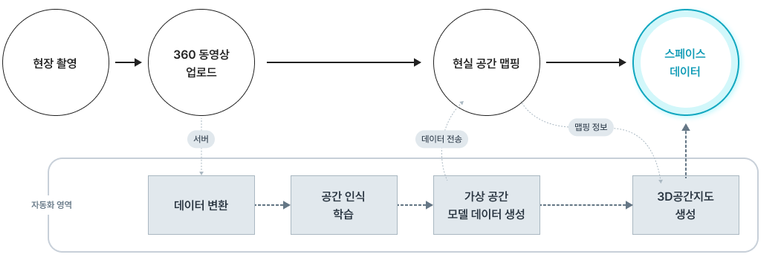 현장 촬영
360 동영상
업로드
현실 공간 맵핑
스페이스
데이터
서버
데이터 전송
맵핑 정보
자동화 영역
데이터 변환
공간 인식
학습
가상 공간
모델 데이터 생성
3D공간지도
생성